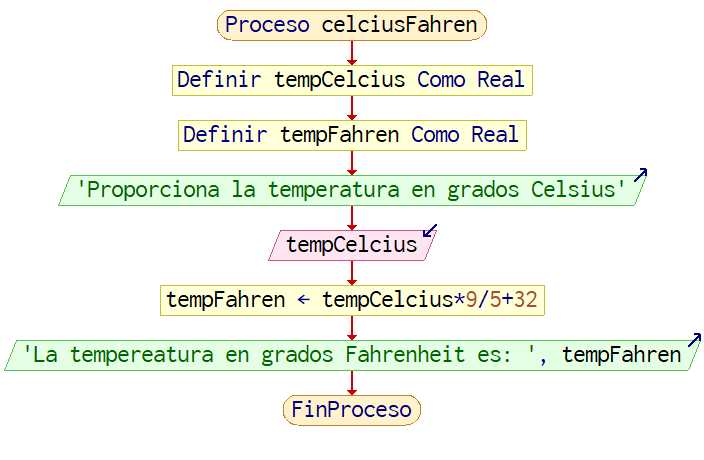 Proceso celciusFahren
Definir tempCelcius Como Real
Definir tempFahren Como Real
'Proporciona la temperatura en grados Celsius'
tempCelcius
tempFahren ← tempCelcius*9/5+32
'La tempereatura en grados Fahrenheit es: ', tempFahren
FinProceso